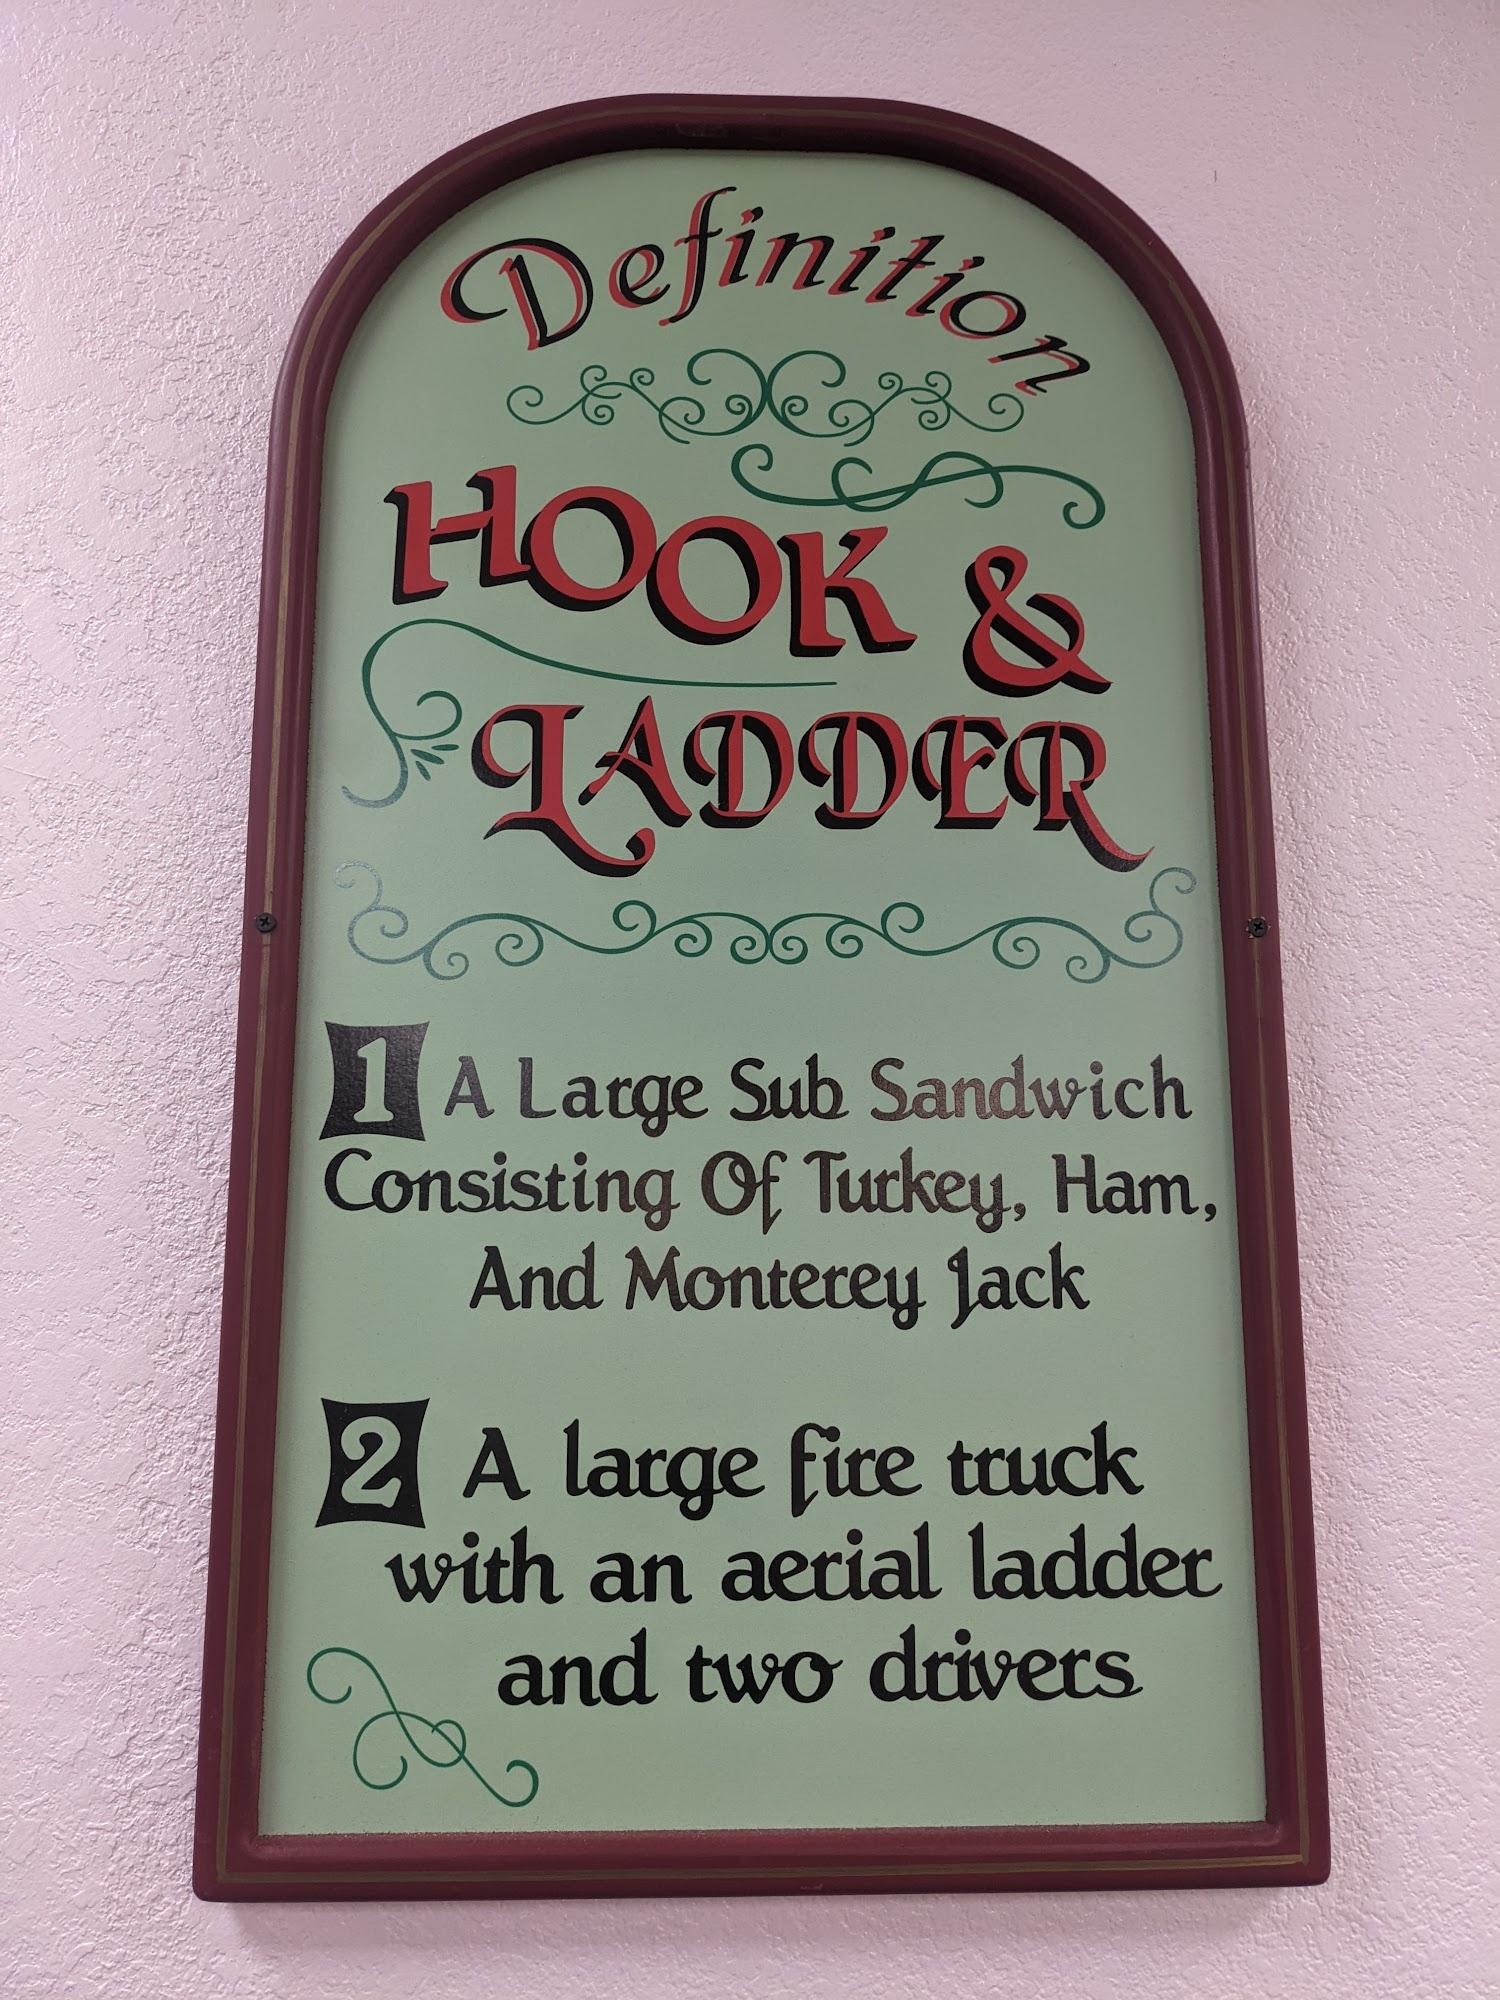 Definition
HOOK &
LADDER
1 A Large Sub Sandwich
Consisting Of Turkey, Ham,
And Monterey Jack
2 A large fire truck
with an aerial ladder
and two drivers